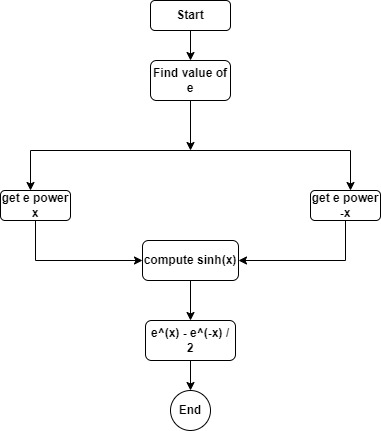 Start
Find value of
e
get e power
x
get e power
-x
compute sinh(x)
e^(x) - e^(-x) /
2
End